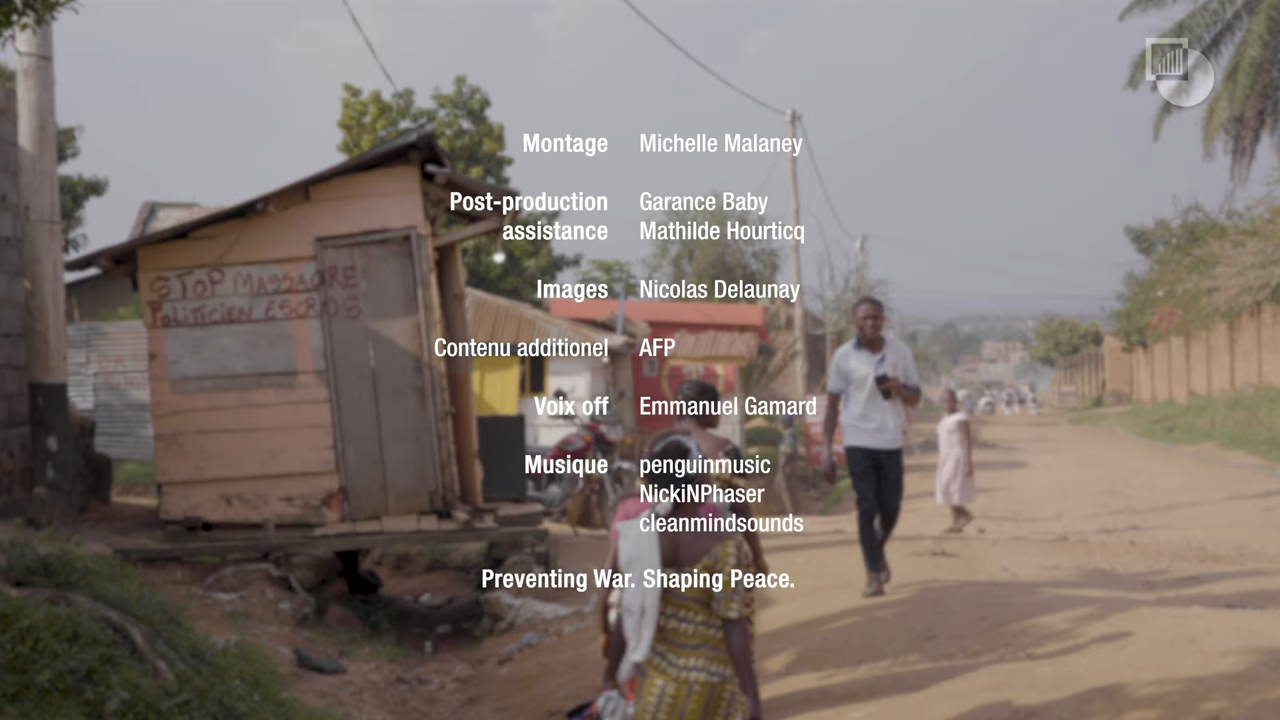 Montage Michelle Malaney
Post-production Garance Baby
assistance Mathilde Hourticq
Images Nicolas Delaunay
Contenu additionel AFP
Voix off Emmanuel Gamard
Musique penguinmusic
NickiNPhaser
cleanmindsounds
Preventing War. Shaping Peace.
STOP MASSACRE
POLITICIEN ESCROS